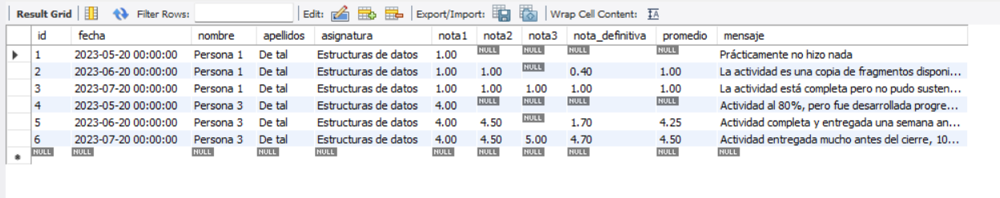 Result Grid Filter Rows: Edit: Export/Import: Wrap Cell Content: IA
id fecha nombre apellidos asignatura nota1 nota2 nota3 nota_definitiva promedio mensaje
1 2023-05-20 00:00:00 Persona 1 De tal Estructuras de datos 1.00 NULL NULL NULL NULL Prácticamente no hizo nada
2 2023-06-20 00:00:00 Persona 1 De tal Estructuras de datos 1.00 1.00 NULL 0.40 1.00 La actividad es una copia de fragmentos disponi...
3 2023-07-20 00:00:00 Persona 1 De tal Estructuras de datos 1.00 1.00 1.00 1.00 1.00 La actividad está completa pero no pudo susten...
4 2023-05-20 00:00:00 Persona 3 De tal Estructuras de datos 4.00 NULL NULL NULL NULL Actividad al 80%, pero fue desarrollada progre...
5 2023-06-20 00:00:00 Persona 3 De tal Estructuras de datos 4.00 4.50 NULL 1.70 4.25 Actividad completa y entregada una semana an...
6 2023-07-20 00:00:00 Persona 3 De tal Estructuras de datos 4.00 4.50 5.00 4.70 4.50 Actividad entregada mucho antes del cierre, 10...
NULL NULL NULL NULL NULL NULL NULL NULL NULL NULL NULL